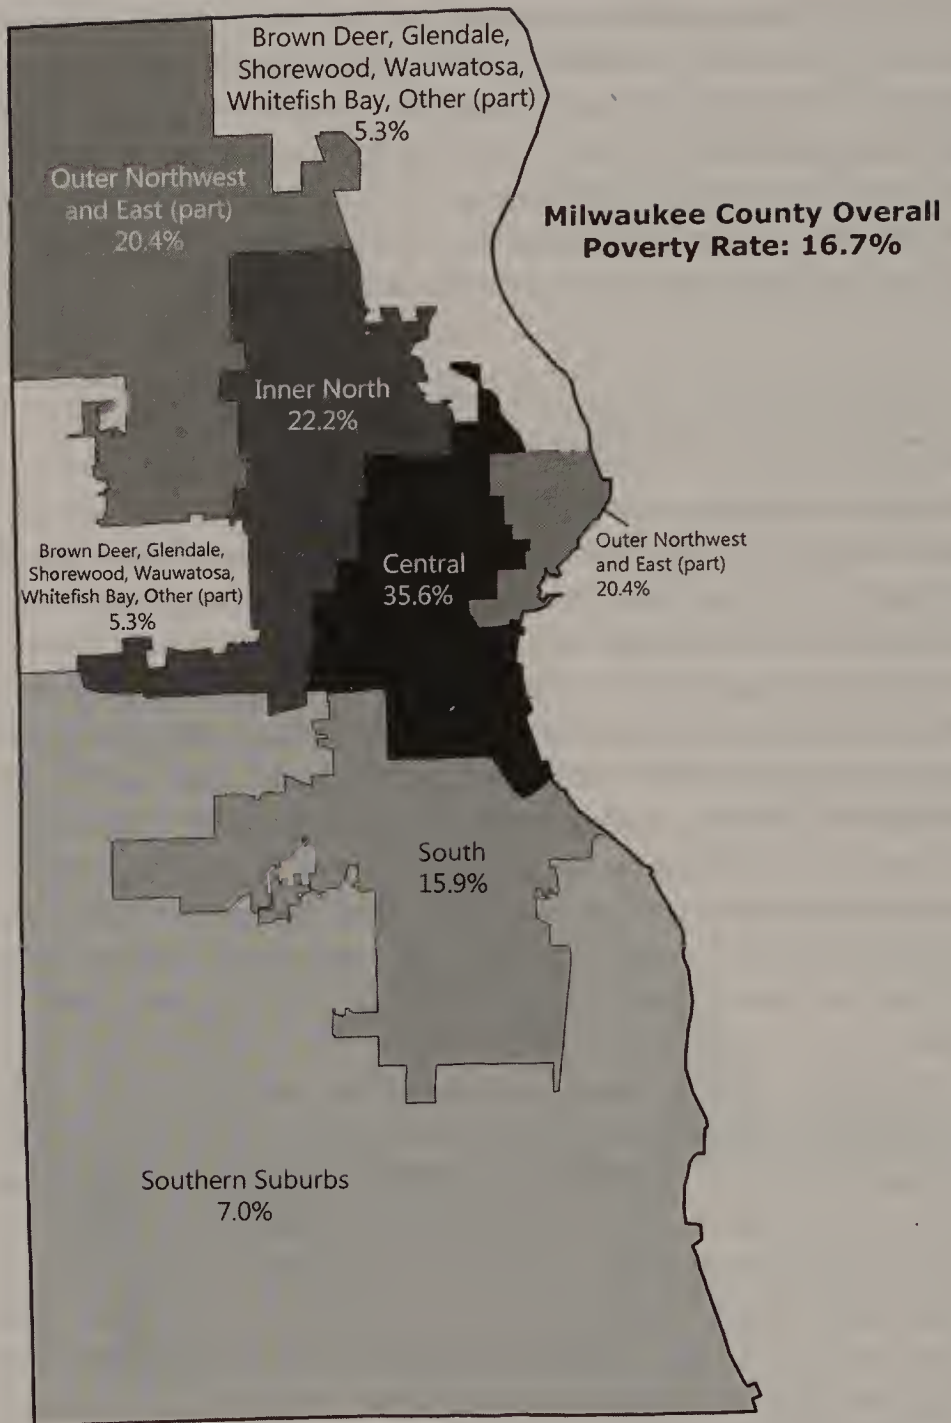 Brown Deer, Glendale,
Shorewood, Wauwatosa,
Whitefish Bay, Other (part)
5.3%
Outer Northwest
and East (part)
20.4%
Milwaukee County Overall
Poverty Rate: 16.7%
Inner North
22.2%
Central
35.6%
Outer Northwest
and East (part)
20.4%
Brown Deer, Glendale,
Shorewood, Wauwatosa,
Whitefish Bay, Other (part)
5.3%
South
15.9%
Southern Suburbs
7.0%